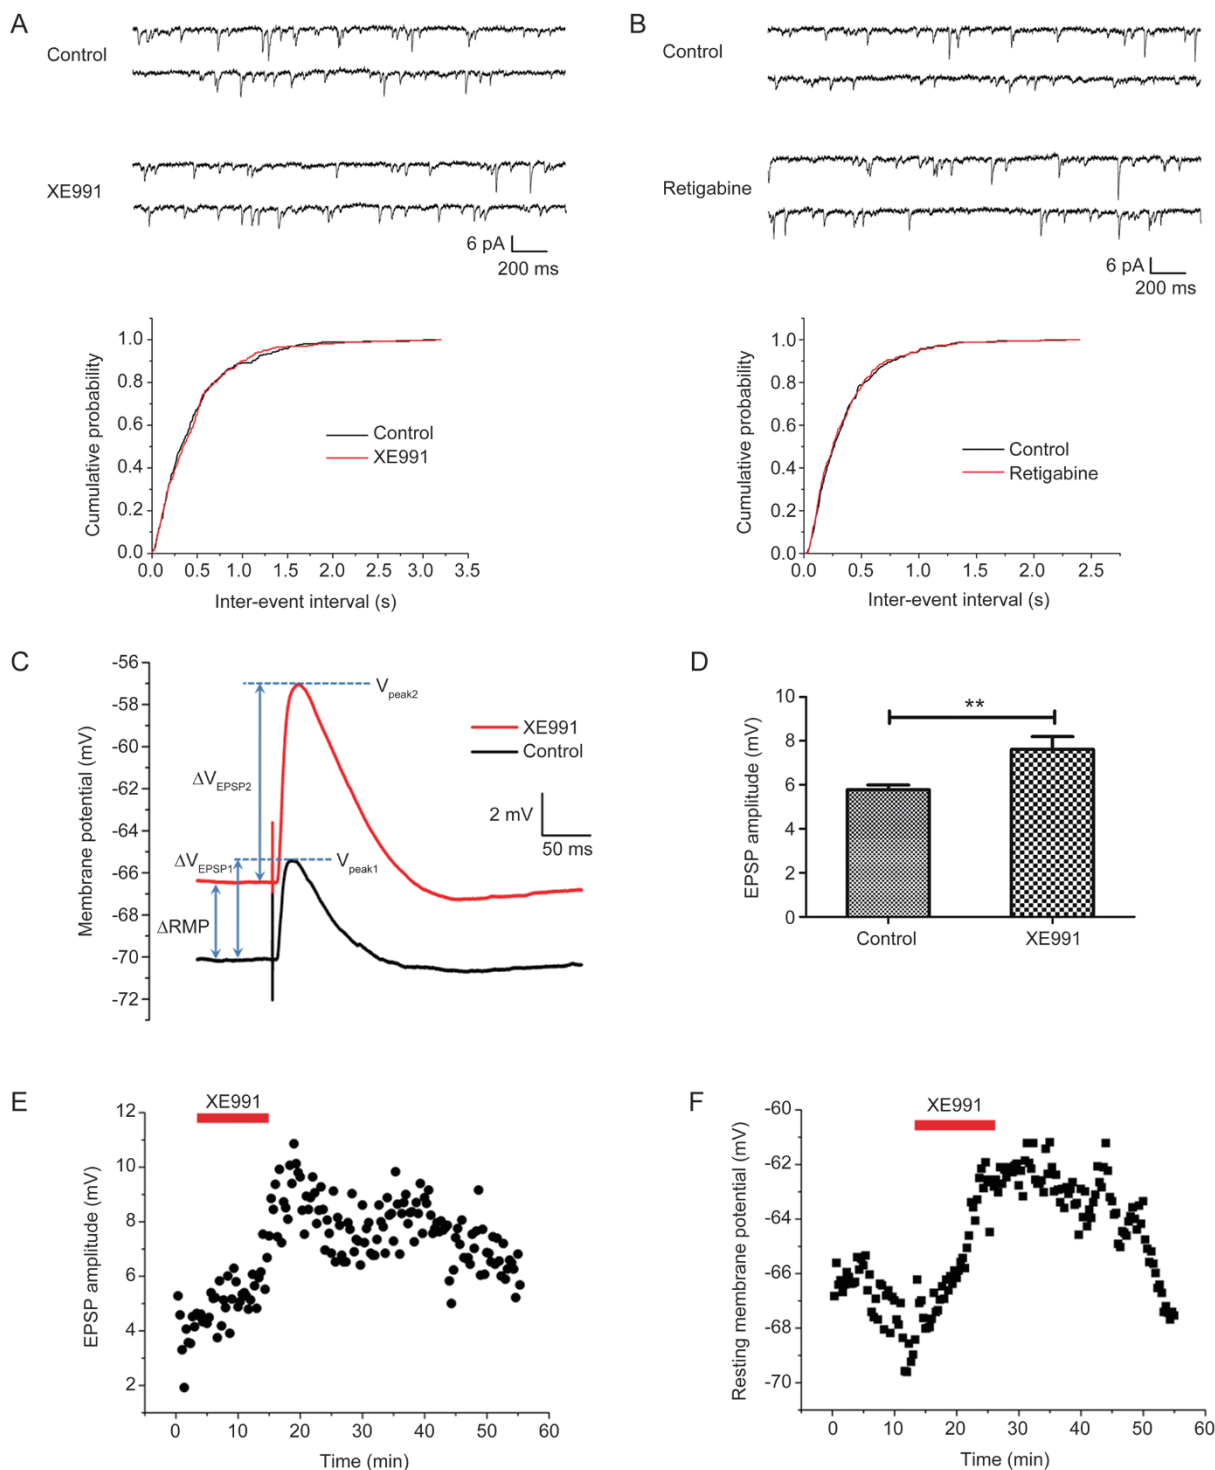 A
Control
XE991
6 pA
200 ms
Cumulative probability
1.0
0.8
0.6
0.4
0.2
0.0
Control
XE991
0.0 0.5 1.0 1.5 2.0 2.5 3.0 3.5
Inter-event interval (s)
B
Control
Retigabine
6 pA
200 ms
Cumulative probability
1.0
0.8
0.6
0.4
0.2
0.0
Control
Retigabine
0.0 0.5 1.0 1.5 2.0 2.5
Inter-event interval (s)
C
Membrane potential (mV)
-56
-58
-60
-62
-64
-66
-68
-70
-72
Vpeak2
XE991
Control
ΔVEPSP2
2 mV
50 ms
ΔVEPSP1
Vpeak1
ΔRMP
D
EPSP amplitude (mV)
10
8
6
4
2
0
**
Control XE991
E
XE991
EPSP amplitude (mV)
12
10
8
6
4
2
0 10 20 30 40 50 60
Time (min)
F
XE991
Resting membrane potential (mV)
-60
-62
-64
-66
-68
-70
0 10 20 30 40 50 60
Time (min)